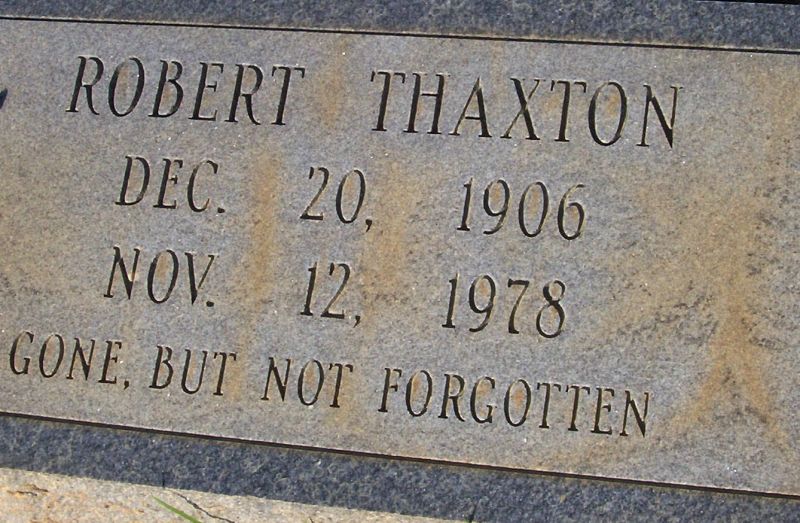 ROBERT THAXTON
DEC. 20, 1906
NOV. 12, 1978
GONE, BUT NOT FORGOTTEN